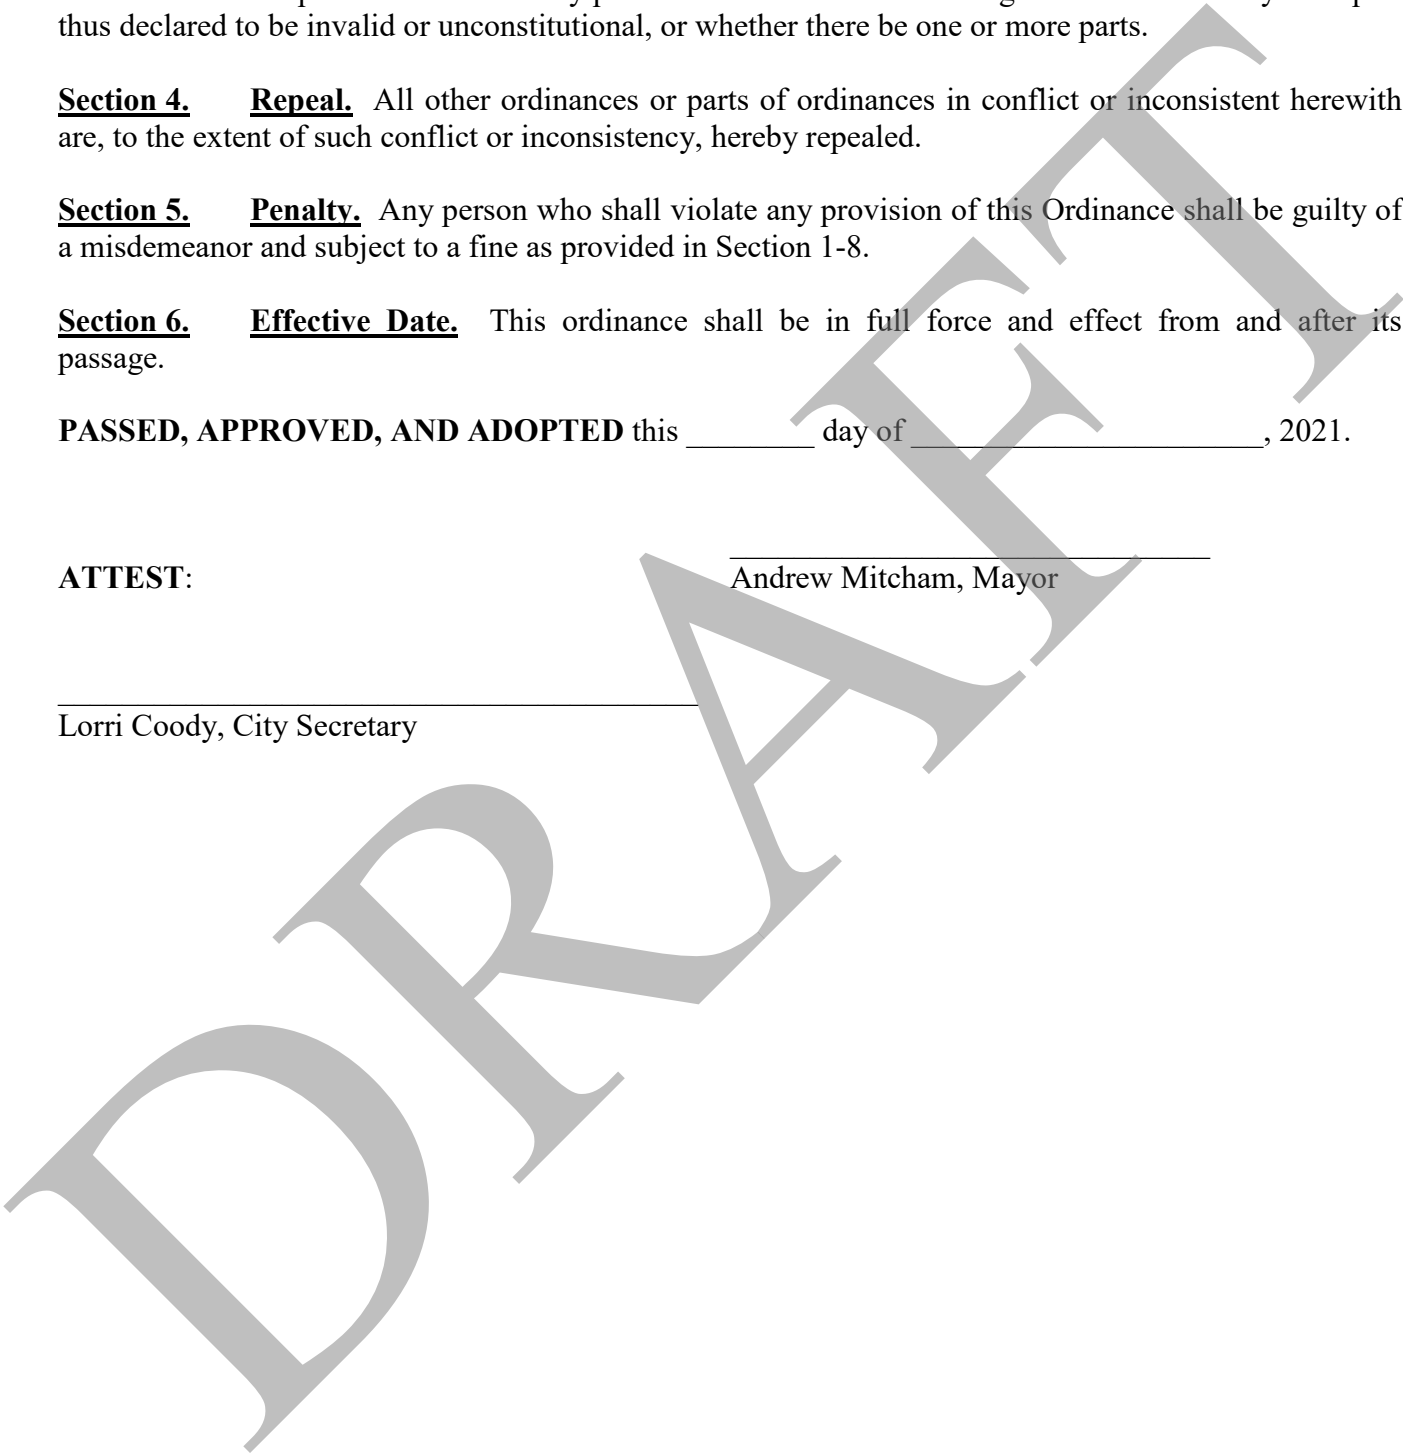 thus declared to be invalid or unconstitutional, or whether there be one or more parts.
Section 4. Repeal. All other ordinances or parts of ordinances in conflict or inconsistent herewith
are, to the extent of such conflict or inconsistency, hereby repealed.
Section 5. Penalty. Any person who shall violate any provision of this Ordinance shall be guilty of
a misdemeanor and subject to a fine as provided in Section 1-8.
Section 6. Effective Date. This ordinance shall be in full force and effect from and after its
passage.
PASSED, APPROVED, AND ADOPTED this ________ day of ______________________, 2021.
______________________________
ATTEST: Andrew Mitcham, Mayor
________________________________________
Lorri Coody, City Secretary
DRAFT